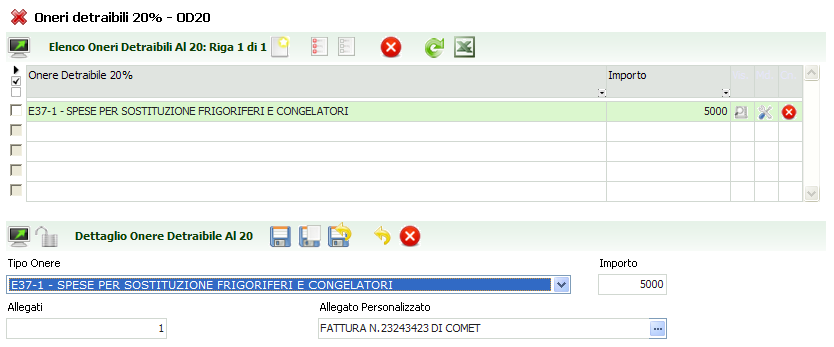 Oneri detraibili 20% - OD20
Elenco Oneri Detraibili Al 20: Riga 1 di 1
Onere Detraibile 20% Importo
E37-1 - SPESE PER SOSTITUZIONE FRIGORIFERI E CONGELATORI 5000
Dettaglio Onere Detraibile Al 20
Tipo Onere Importo
E37-1 - SPESE PER SOSTITUZIONE FRIGORIFERI E CONGELATORI 5000
Allegati Allegato Personalizzato
1 FATTURA N.23243423 DI COMET ...